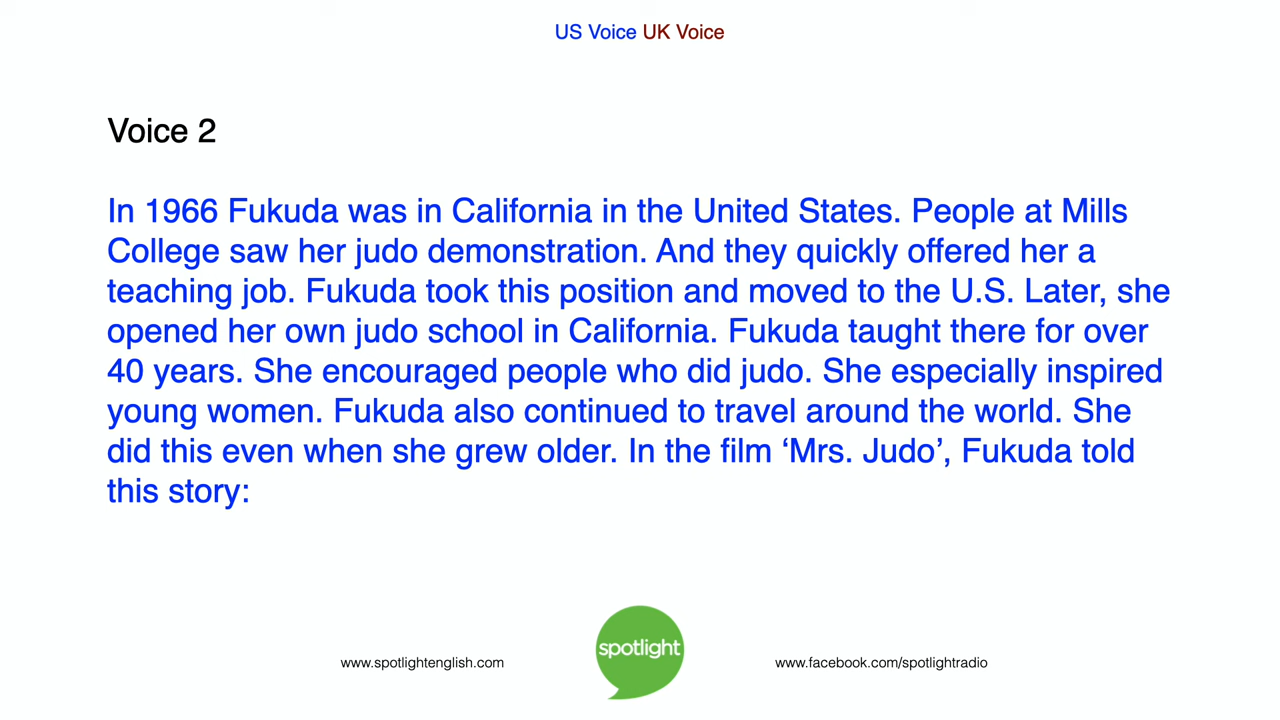 US Voice UK Voice
Voice 2
In 1966 Fukuda was in California in the United States. People at Mills
College saw her judo demonstration. And they quickly offered her a
teaching job. Fukuda took this position and moved to the U.S. Later, she
opened her own judo school in California. Fukuda taught there for over
40 years. She encouraged people who did judo. She especially inspired
young women. Fukuda also continued to travel around the world. She
did this even when she grew older. In the film ‘Mrs. Judo’, Fukuda told
this story:
www.spotlightenglish.com
spotlight
www.facebook.com/spotlightradio